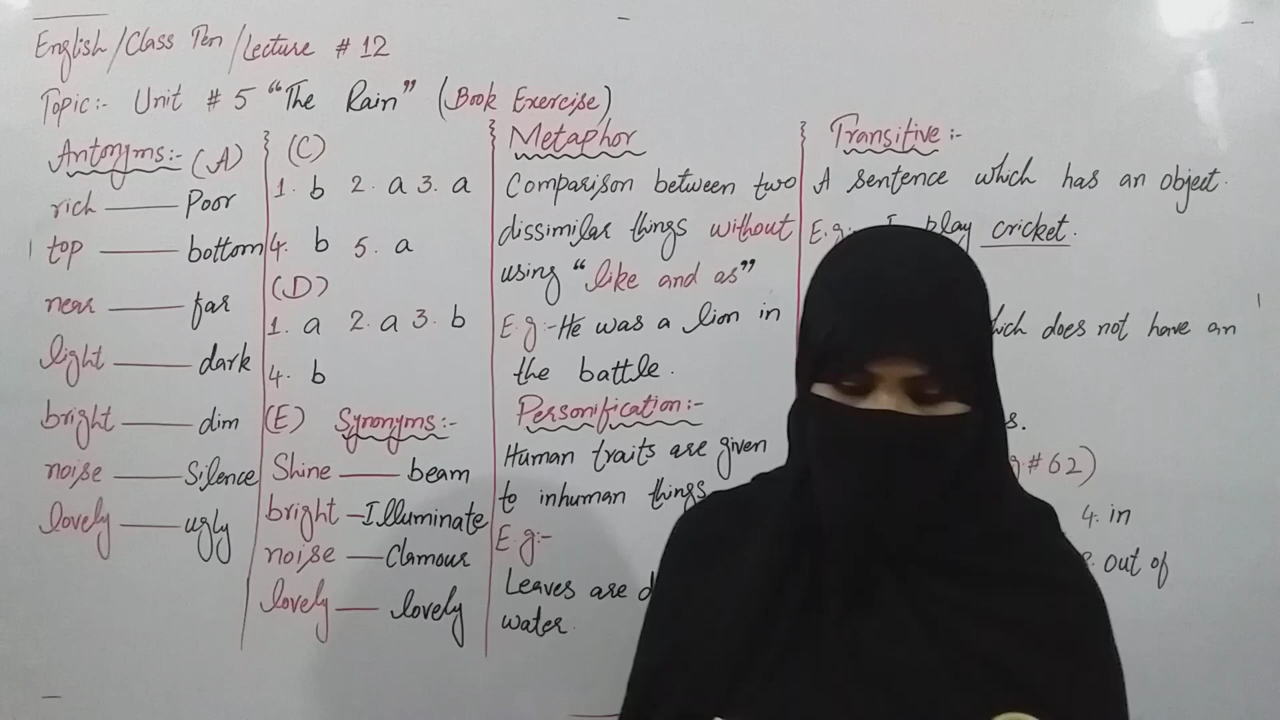 English/Class Ten/Lecture # 12
Topic:- Unit # 5 "The Rain" (Book Exercise)
Antonyms:- (A)
rich — Poor
top — bottom
near — far
light — dark
bright — dim
noise — Silence
lovely — ugly
(C)
1. b 2. a 3. a
4. b 5. a
(D)
1. a 2. a 3. b
4. b
(E) Synonyms:-
Shine — beam
bright — Illuminate
noise — Clamour
lovely — lovely
Metaphor
Comparison between two
dissimilar things without
using "like and as"
E.g:- He was a lion in
the battle.
Personification:-
Human traits are given
to inhuman things
E.g:-
Leaves are
water.
Transitive:-
A sentence which has an object.
E.g:- I play cricket.
which does not have an
s.
#62)
4. in
out of